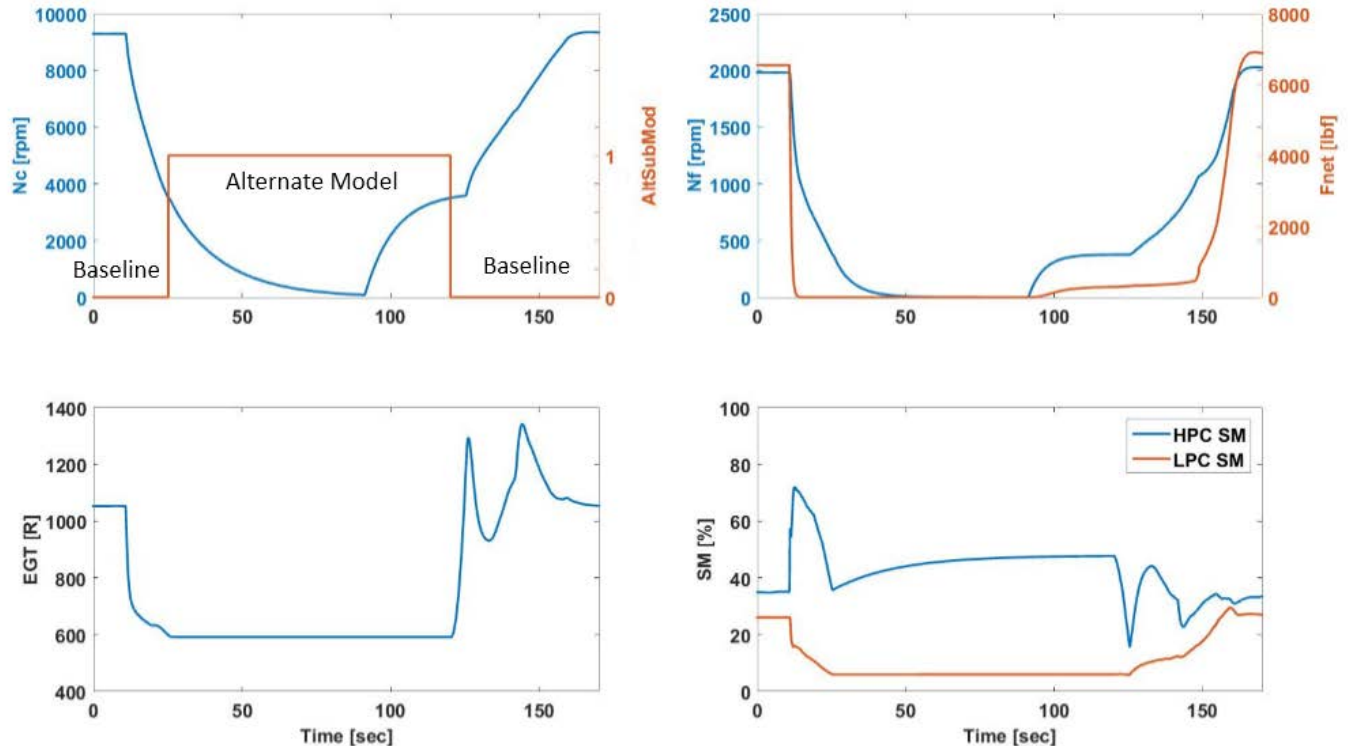 10000
8000
6000
4000
2000
0
Nc [rpm]
Baseline
Alternate Model
Baseline
1
0
AltSubMod
0 50 100 150
2500
2000
1500
1000
500
0
Nf [rpm]
8000
6000
4000
2000
0
Fnet [lbf]
0 50 100 150
1400
1200
1000
800
600
400
EGT [R]
0 50 100 150
Time [sec]
100
80
60
40
20
0
SM [%]
HPC SM
LPC SM
0 50 100 150
Time [sec]